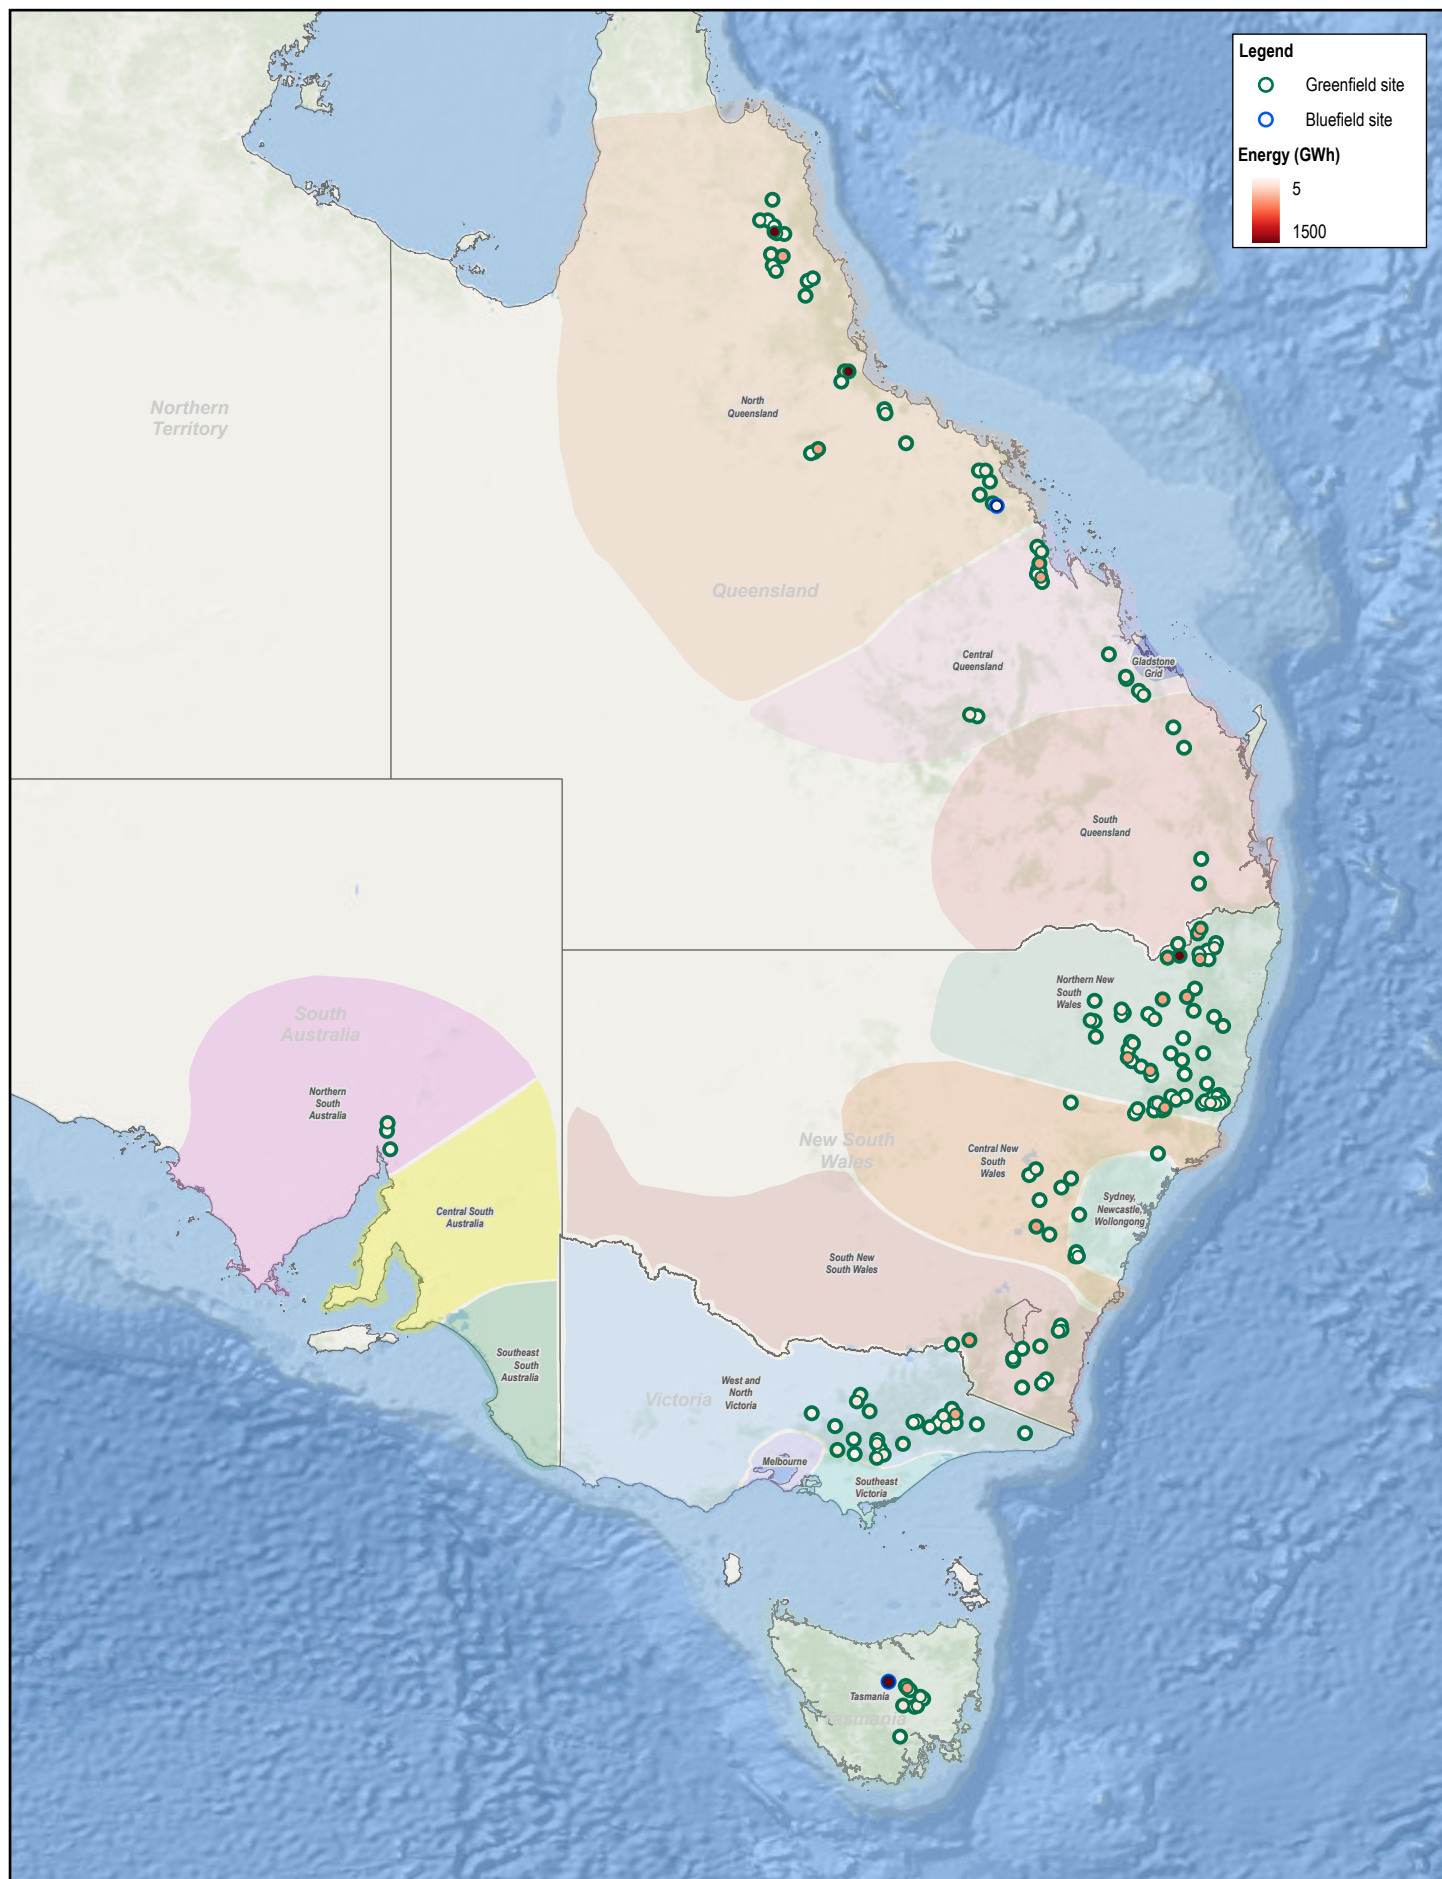 Legend
Greenfield site
Bluefield site
Energy (GWh)
5
1500
Northern
Territory
North
Queensland
Queensland
Central
Queensland
Gladstone
Grid
South
Queensland
Northern New
South
Wales
South
Australia
Northern
South
Australia
New South
Wales
Central New
South
Wales
Sydney,
Newcastle,
Wollongong
Central South
Australia
South New
South Wales
Southeast
South
Australia
West and
North
Victoria
Victoria
Melbourne
Southeast
Victoria
Tasmania
Tasmania